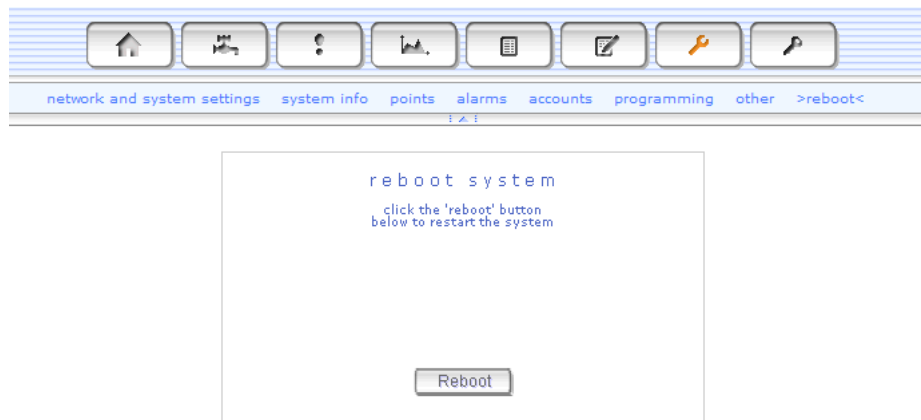 network and system settings system info points alarms accounts programming other >reboot<
reboot system
click the 'reboot' button
below to restart the system
Reboot